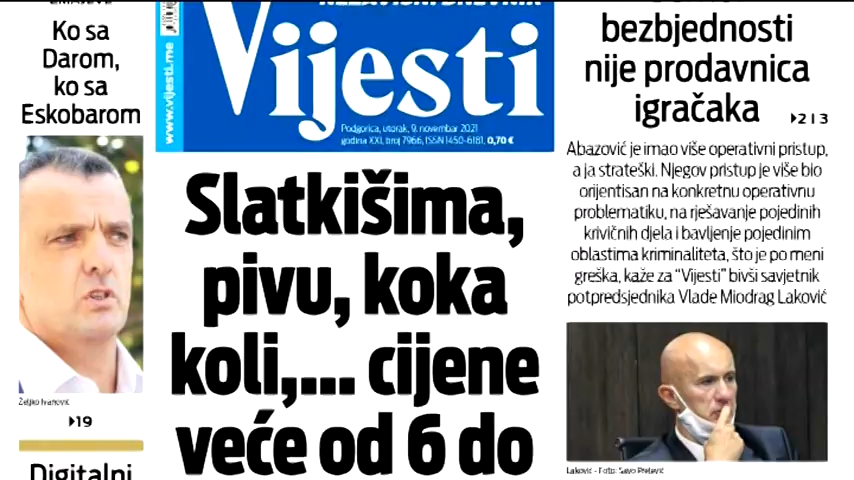 Ko sa
Darom,
ko sa
Eskobarom
Željko Ivanović
19
Digitalni
www.vijesti.me
NEZAVISNI DNEVNIK
Vijesti
Podgorica, utorak, 9. novembar 2021
godina XXI, broj 7966, ISSN 1450-6181, 0,70 €
Slatkišima,
pivu, koka
koli,... cijene
veće od 6 do
bezbjednosti
nije prodavnica
igračaka
2 I 3
Abazović je imao više operativni pristup,
a ja strateški. Njegov pristup je više bio
orijentisan na konkretnu operativnu
problematiku, na rješavanje pojedinih
krivičnih djela i bavljenje pojedinim
oblastima kriminaliteta, što je po meni
greška, kaže za “Vijesti” bivši savjetnik
potpredsjednika Vlade Miodrag Laković
Laković - Foto: Savo Prelević